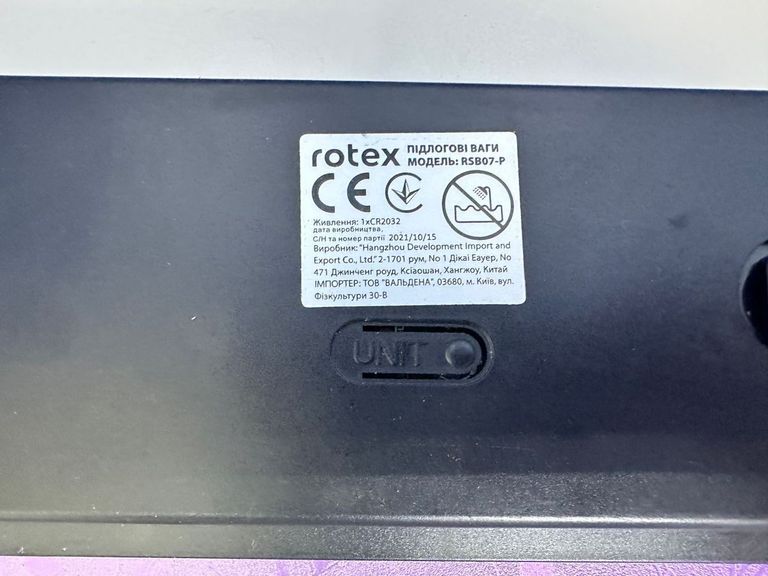 rotex
ПІДЛОГОВІ ВАГИ
МОДЕЛЬ: RSB07-P
CE
Живлення: 1xCR2032
дата виробництва,
С/Н та номер партії 2021/10/15
Виробник: "Hangzhou Development Import and
Export Co., Ltd." 2-1701 рум, No 1 Дікаі Еауер, No
471 Джинченг роуд, Ксіаошан, Хангжоу, Китай
ІМПОРТЕР: ТОВ "ВАЛЬДЕНА", 03680, м. Київ, вул.
Фізкультури 30-В
UNIT